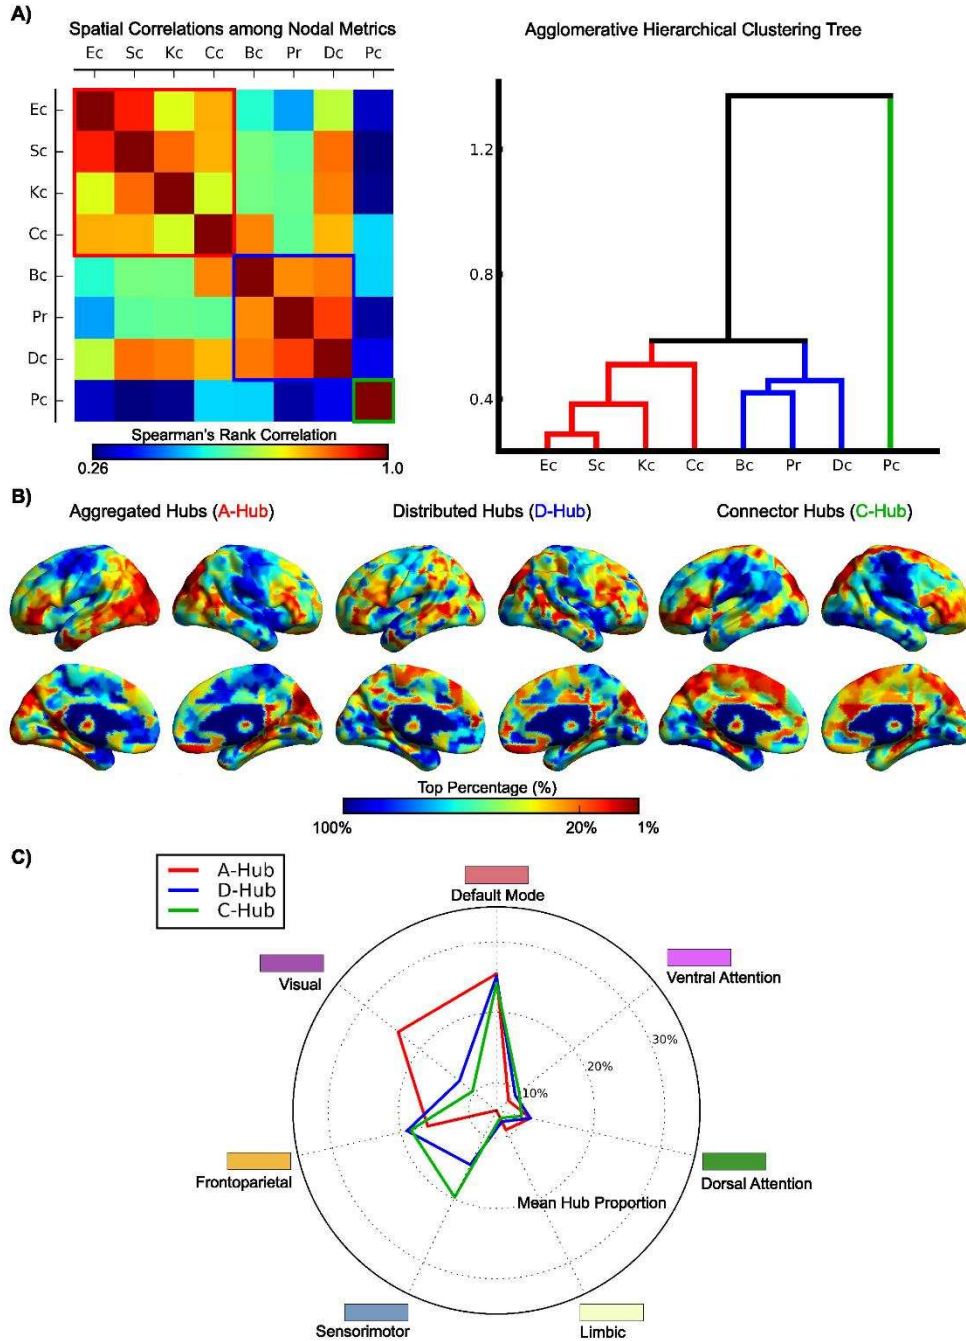 A)
Spatial Correlations among Nodal Metrics
Ec Sc Kc Cc Bc Pr Dc Pc
Ec
Sc
Kc
Cc
Bc
Pr
Dc
Pc
Spearman's Rank Correlation
0.26 1.0
Agglomerative Hierarchical Clustering Tree
1.2
0.8
0.4
Ec Sc Kc Cc Bc Pr Dc Pc
B)
Aggregated Hubs (A-Hub) Distributed Hubs (D-Hub) Connector Hubs (C-Hub)
Top Percentage (%)
100% 20% 1%
C)
A-Hub
D-Hub
C-Hub
Default Mode
Visual
Ventral Attention
30%
20%
10%
Frontoparietal
Dorsal Attention
Mean Hub Proportion
Sensorimotor
Limbic